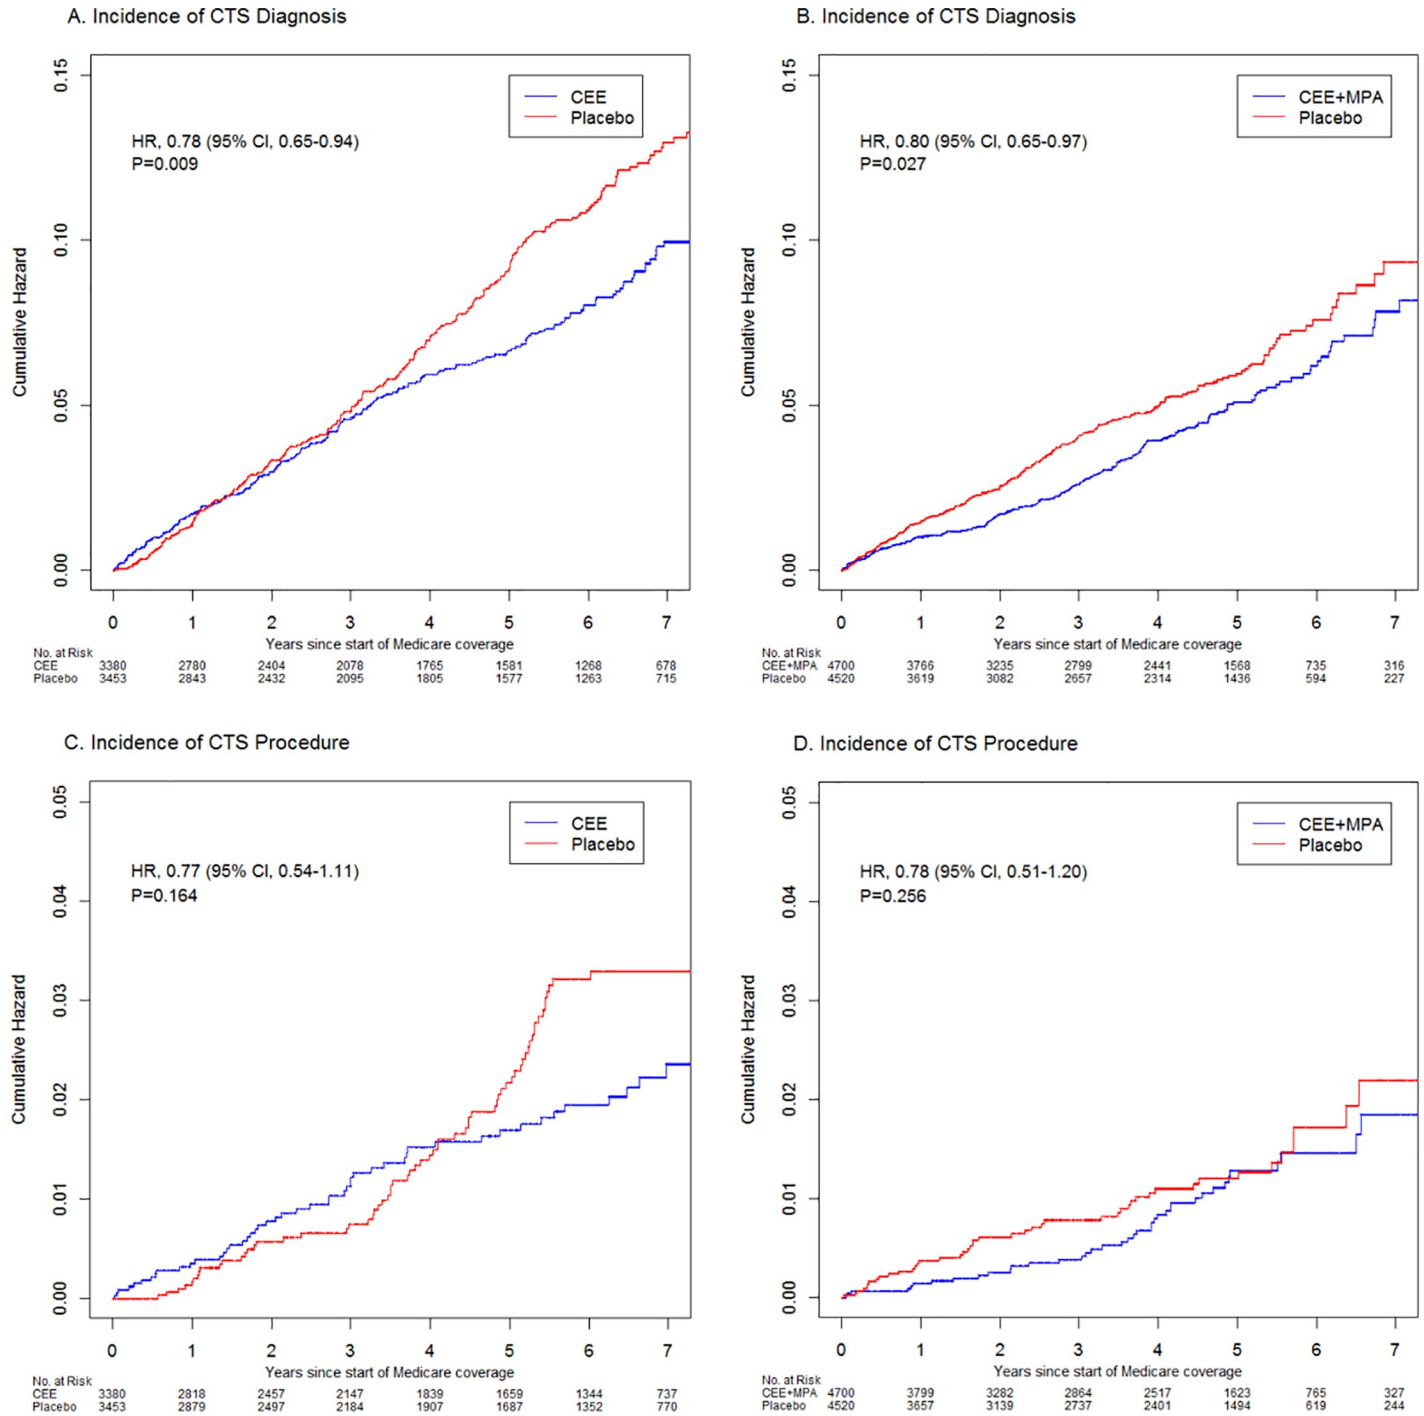 A. Incidence of CTS Diagnosis
CEE
Placebo
HR, 0.78 (95% CI, 0.65-0.94)
P=0.009
Cumulative Hazard
0.15
0.10
0.05
0.00
0 1 2 3 4 5 6 7
Years since start of Medicare coverage
No. at Risk
CEE 3380 2780 2404 2078 1765 1581 1268 678
Placebo 3453 2843 2432 2095 1805 1577 1263 715
B. Incidence of CTS Diagnosis
CEE+MPA
Placebo
HR, 0.80 (95% CI, 0.65-0.97)
P=0.027
Cumulative Hazard
0.15
0.10
0.05
0.00
0 1 2 3 4 5 6 7
Years since start of Medicare coverage
No. at Risk
CEE+MPA 4700 3766 3235 2799 2441 1568 735 316
Placebo 4520 3619 3082 2657 2314 1436 594 227
C. Incidence of CTS Procedure
CEE
Placebo
HR, 0.77 (95% CI, 0.54-1.11)
P=0.164
Cumulative Hazard
0.05
0.04
0.03
0.02
0.01
0.00
0 1 2 3 4 5 6 7
Years since start of Medicare coverage
No. at Risk
CEE 3380 2818 2457 2147 1839 1659 1344 737
Placebo 3453 2879 2497 2184 1907 1687 1352 770
D. Incidence of CTS Procedure
CEE+MPA
Placebo
HR, 0.78 (95% CI, 0.51-1.20)
P=0.256
Cumulative Hazard
0.05
0.04
0.03
0.02
0.01
0.00
0 1 2 3 4 5 6 7
Years since start of Medicare coverage
No. at Risk
CEE+MPA 4700 3799 3282 2864 2517 1623 765 327
Placebo 4520 3657 3139 2737 2401 1494 619 244